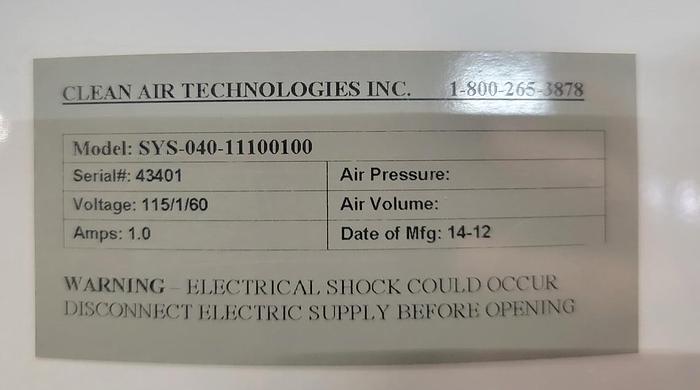 CLEAN AIR TECHNOLOGIES INC. 1-800-265-3878
Model: SYS-040-11100100
Serial#: 43401 Air Pressure:
Voltage: 115/1/60 Air Volume:
Amps: 1.0 Date of Mfg: 14-12
WARNING – ELECTRICAL SHOCK COULD OCCUR
DISCONNECT ELECTRIC SUPPLY BEFORE OPENING